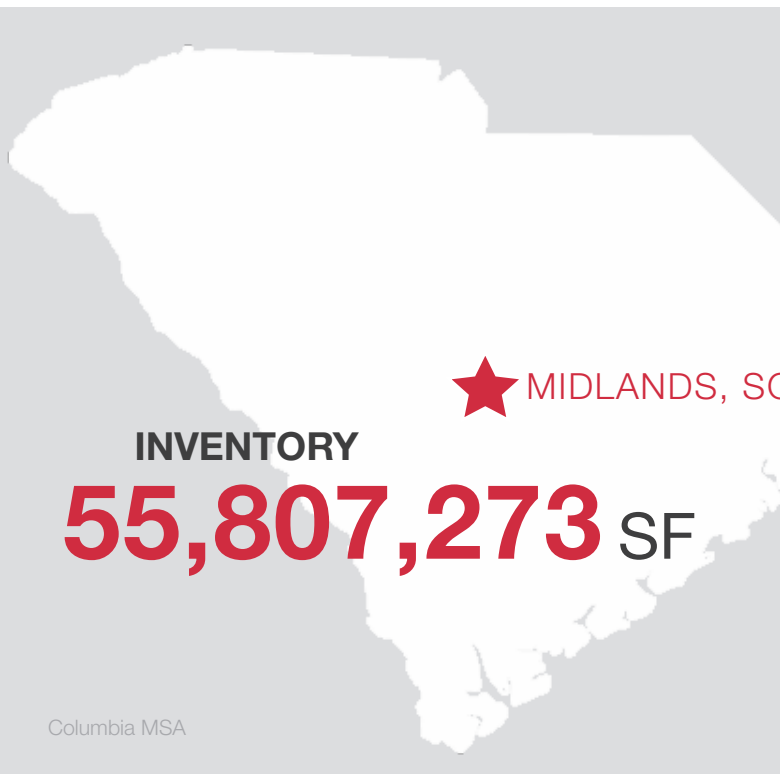 MIDLANDS, SC
INVENTORY
55,807,273 SF
Columbia MSA